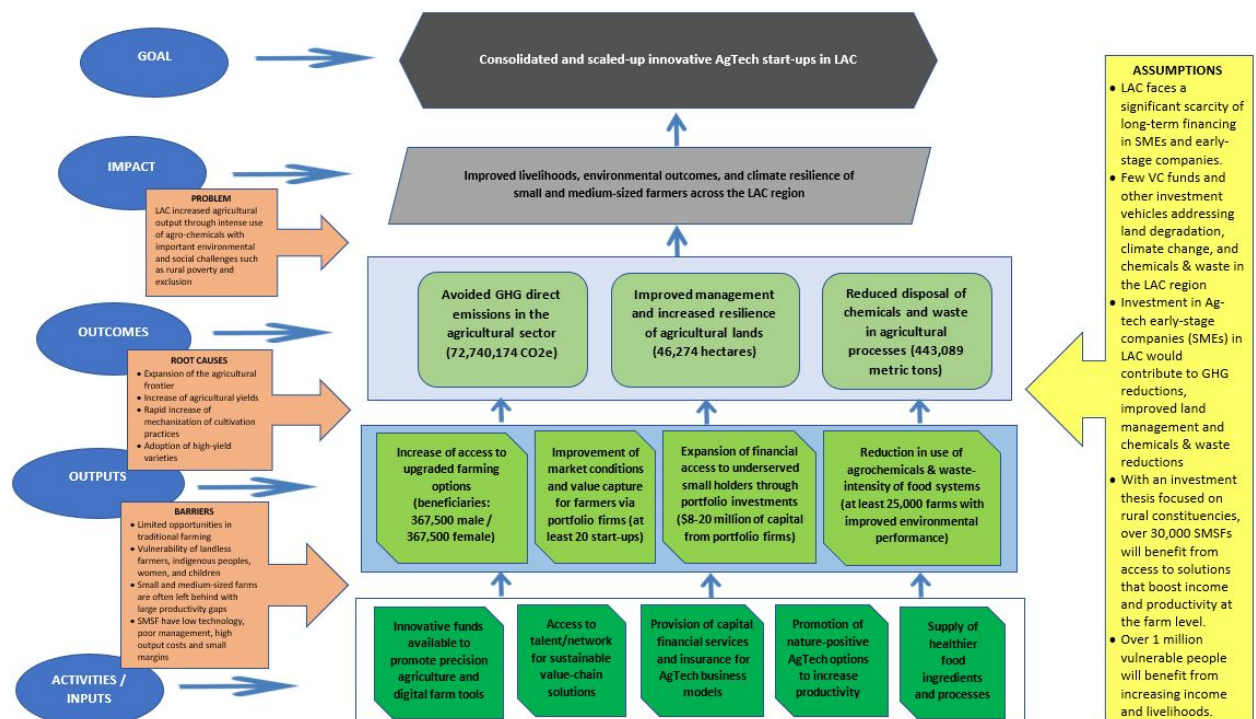 GOAL
Consolidated and scaled-up innovative AgTech start-ups in LAC
IMPACT
Improved livelihoods, environmental outcomes, and climate resilience of
small and medium-sized farmers across the LAC region
PROBLEM
LAC increased agricultural
output through intense use
of agro-chemicals with
important environmental
and social challenges such
as rural poverty and
exclusion
OUTCOMES
Avoided GHG direct
emissions in the
agricultural sector
(72,740,174 CO2e)
Improved management
and increased resilience
of agricultural lands
(46,274 hectares)
Reduced disposal of
chemicals and waste
in agricultural
processes (443,089
metric tons)
ROOT CAUSES
• Expansion of the agricultural
frontier
• Increase of agricultural yields
• Rapid increase of
mechanization of cultivation
practices
• Adoption of high-yield
varieties
OUTPUTS
Increase of access to
upgraded farming
options
(beneficiaries:
367,500 male /
367,500 female)
Improvement of
market conditions
and value capture
for farmers via
portfolio firms (at
least 20 start-ups)
Expansion of financial
access to underserved
small holders through
portfolio investments
($8-20 million of capital
from portfolio firms)
Reduction in use of
agrochemicals & waste-
intensity of food systems
(at least 25,000 farms with
improved environmental
performance)
BARRIERS
• Limited opportunities in
traditional farming
• Vulnerability of landless
farmers, indigenous peoples,
women, and children
• Small and medium-sized farms
are often left behind with
large productivity gaps
• SMSF have low technology,
poor management, high
output costs and small
margins
ACTIVITIES /
INPUTS
Innovative funds
available to
promote precision
agriculture and
digital farm tools
Access to
talent/network
for sustainable
value-chain
solutions
Provision of capital,
financial services
and insurance for
AgTech business
models
Promotion of
nature-positive
AgTech options
to increase
productivity
Supply of
healthier
food
ingredients
and processes
ASSUMPTIONS
• LAC faces a
significant scarcity of
long-term financing
in SMEs and early-
stage companies.
• Few VC funds and
other investment
vehicles addressing
land degradation,
climate change, and
chemicals & waste in
the LAC region
• Investment in Ag-
tech early-stage
companies (SMEs) in
LAC would
contribute to GHG
reductions,
improved land
management and
chemicals & waste
reductions
• With an investment
thesis focused on
rural constituencies,
over 30,000 SMSFs
will benefit from
access to solutions
that boost income
and productivity at
the farm level.
• Over 1 million
vulnerable people
will benefit from
increasing income
and livelihoods.